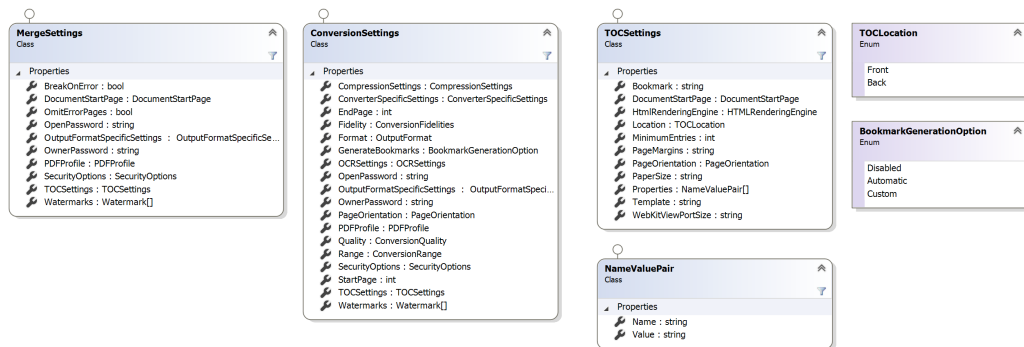 MergeSettings
Class
Properties
BreakOnError : bool
DocumentStartPage : DocumentStartPage
OmitErrorPages : bool
OpenPassword : string
OutputFormatSpecificSettings : OutputFormatSpecificSe...
OwnerPassword : string
PDFProfile : PDFProfile
SecurityOptions : SecurityOptions
TOCSettings : TOCSettings
Watermarks : Watermark[]
ConversionSettings
Class
Properties
CompressionSettings : CompressionSettings
ConverterSpecificSettings : ConverterSpecificSettings
EndPage : int
Fidelity : ConversionFidelities
Format : OutputFormat
GenerateBookmarks : BookmarkGenerationOption
OCRSettings : OCRSettings
OpenPassword : string
OutputFormatSpecificSettings : OutputFormatSpeci...
OwnerPassword : string
PageOrientation : PageOrientation
PDFProfile : PDFProfile
Quality : ConversionQuality
Range : ConversionRange
SecurityOptions : SecurityOptions
StartPage : int
TOCSettings : TOCSettings
Watermarks : Watermark[]
TOCSettings
Class
Properties
Bookmark : string
DocumentStartPage : DocumentStartPage
HtmlRenderingEngine : HTMLRenderingEngine
Location : TOCLocation
MinimumEntries : int
PageMargins : string
PageOrientation : PageOrientation
PaperSize : string
Properties : NameValuePair[]
Template : string
WebKitViewPortSize : string
NameValuePair
Class
Properties
Name : string
Value : string
TOCLocation
Enum
Front
Back
BookmarkGenerationOption
Enum
Disabled
Automatic
Custom